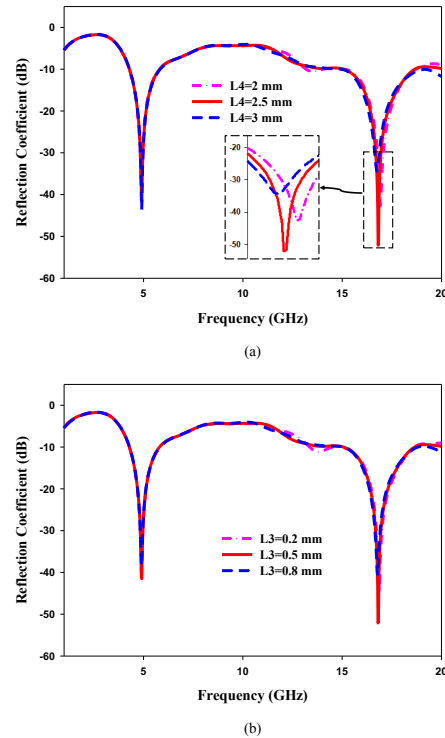 (a)
0
-10
-20
-30
-40
-50
-60
Reflection Coefficient (dB)
L4=2 mm
L4=2.5 mm
L4=3 mm
-20
-30
-40
-50
5
10
15
20
Frequency (GHz)
(a)
0
-10
-20
-30
-40
-50
-60
Reflection Coefficient (dB)
L3=0.2 mm
L3=0.5 mm
L3=0.8 mm
5
10
15
20
Frequency (GHz)
(b)